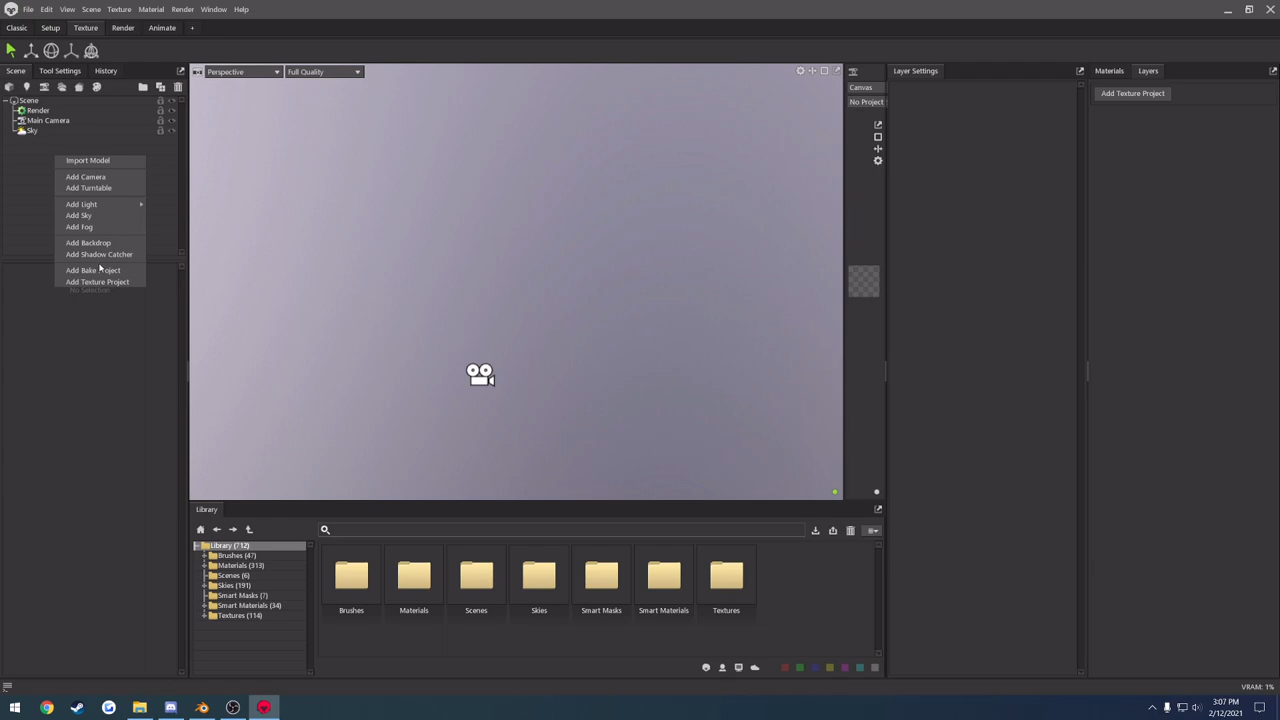 File Edit View Scene Texture Material Render Window Help
Classic Setup Texture Render Animate +
Scene Tool Settings History
Perspective Full Quality
Canvas
No Project
Layer Settings
Materials Layers
Add Texture Project
Scene
Render
Main Camera
Sky
Import Model
Add Camera
Add Turntable
Add Light
Add Sky
Add Fog
Add Backdrop
Add Shadow Catcher
Add Bake Project
Add Texture Project
No Selection
Library
Library (712)
Brushes (47)
Materials (313)
Scenes (6)
Skies (191)
Smart Masks (7)
Smart Materials (34)
Textures (114)
Brushes Materials Scenes Skies Smart Masks Smart Materials Textures
VRAM: 1%
3:07 PM
2/12/2021